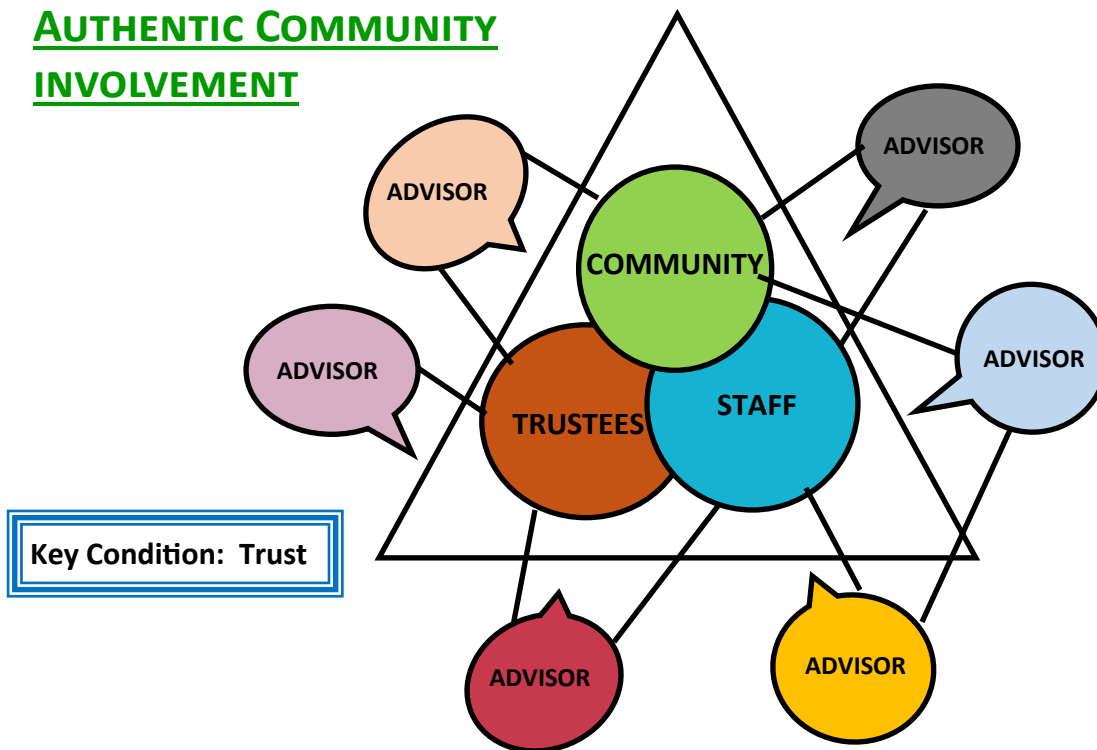 AUTHENTIC COMMUNITY
INVOLVEMENT
ADVISOR
ADVISOR
COMMUNITY
ADVISOR
ADVISOR
TRUSTEES
STAFF
Key Condition: Trust
ADVISOR
ADVISOR